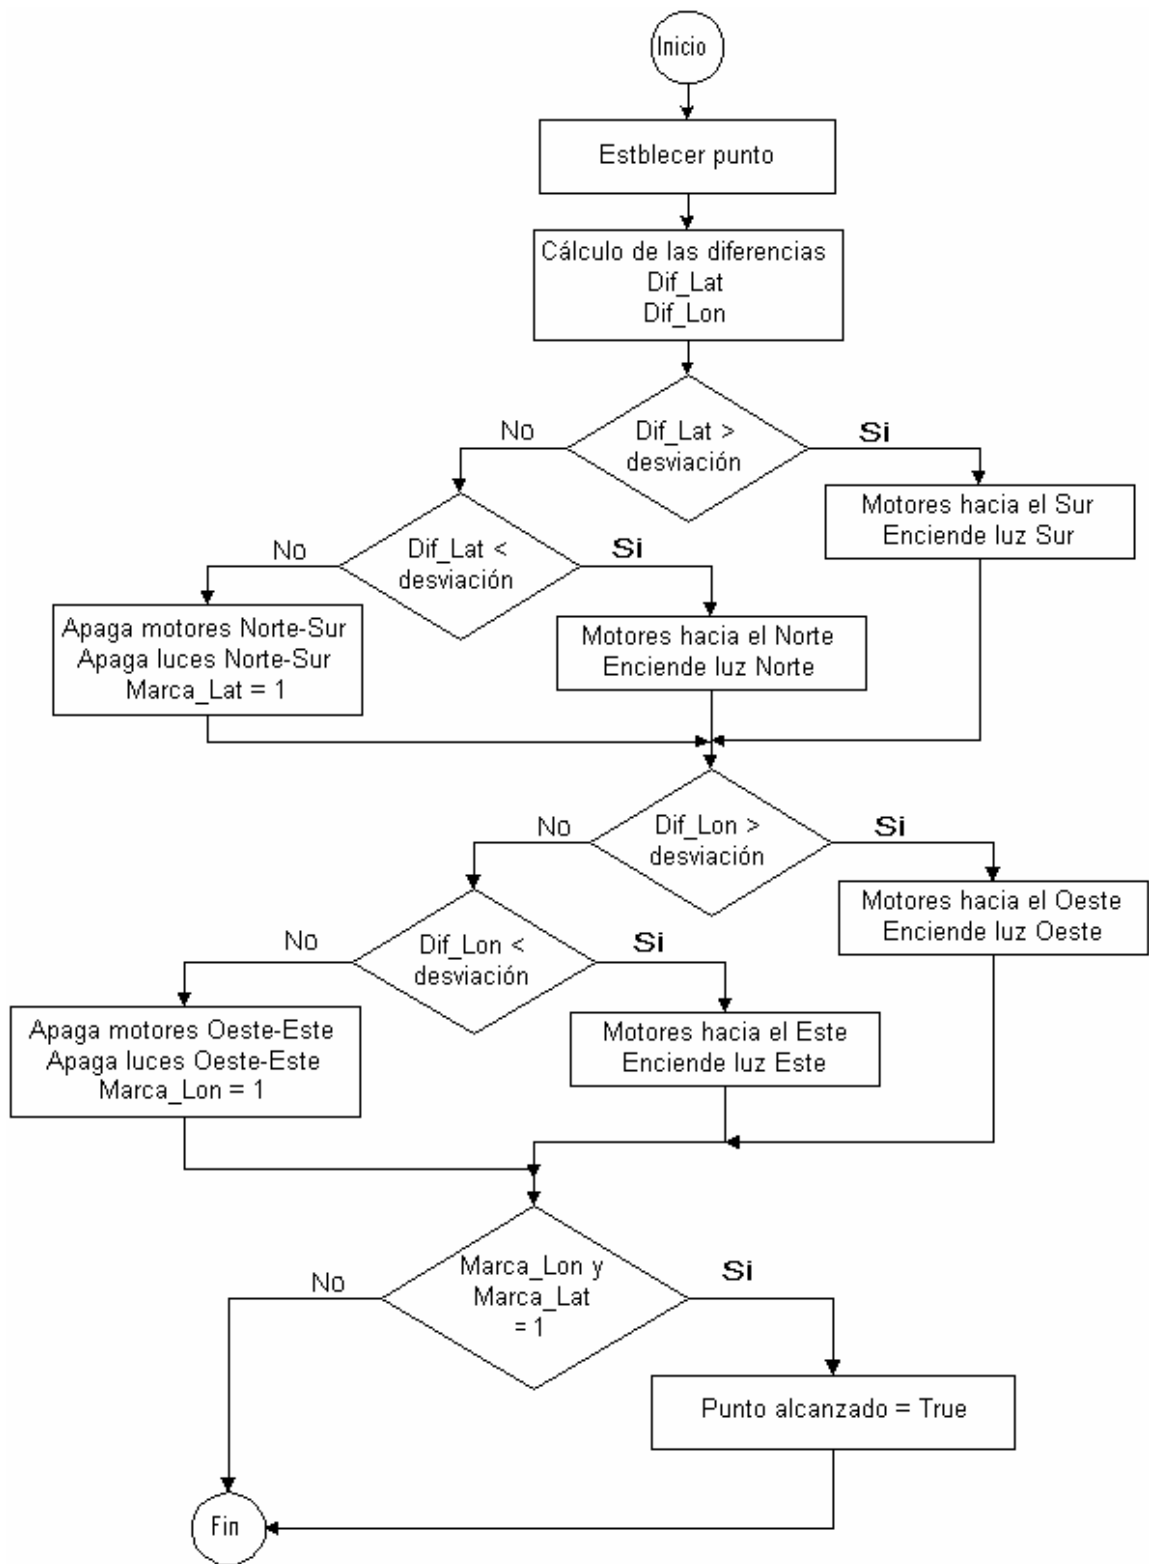 Inicio
Estblecer punto
Cálculo de las diferencias
Dif_Lat
Dif_Lon
Dif_Lat >
desviación
No
Si
Motores hacia el Sur
Enciende luz Sur
Dif_Lat <
desviación
No
Si
Apaga motores Norte-Sur
Apaga luces Norte-Sur
Marca_Lat = 1
Motores hacia el Norte
Enciende luz Norte
Dif_Lon >
desviación
No
Si
Motores hacia el Oeste
Enciende luz Oeste
Dif_Lon <
desviación
No
Si
Apaga motores Oeste-Este
Apaga luces Oeste-Este
Marca_Lon = 1
Motores hacia el Este
Enciende luz Este
Marca_Lon y
Marca_Lat
= 1
No
Si
Punto alcanzado = True
Fin